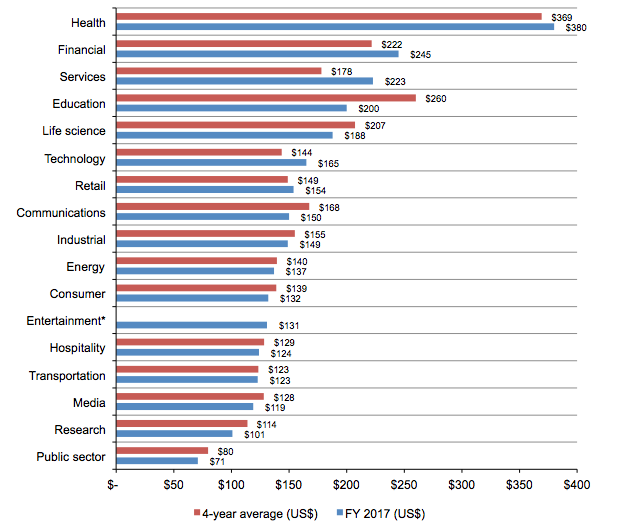 Health
$369
$380
Financial
$222
$245
Services
$178
$223
Education
$260
$200
Life science
$207
$188
Technology
$144
$165
Retail
$149
$154
Communications
$168
$150
Industrial
$155
$149
Energy
$140
$137
Consumer
$139
$132
Entertainment*
$131
Hospitality
$129
$124
Transportation
$123
$123
Media
$128
$119
Research
$114
$101
Public sector
$80
$71
$- $50 $100 $150 $200 $250 $300 $350 $400
4-year average (US$) FY 2017 (US$)